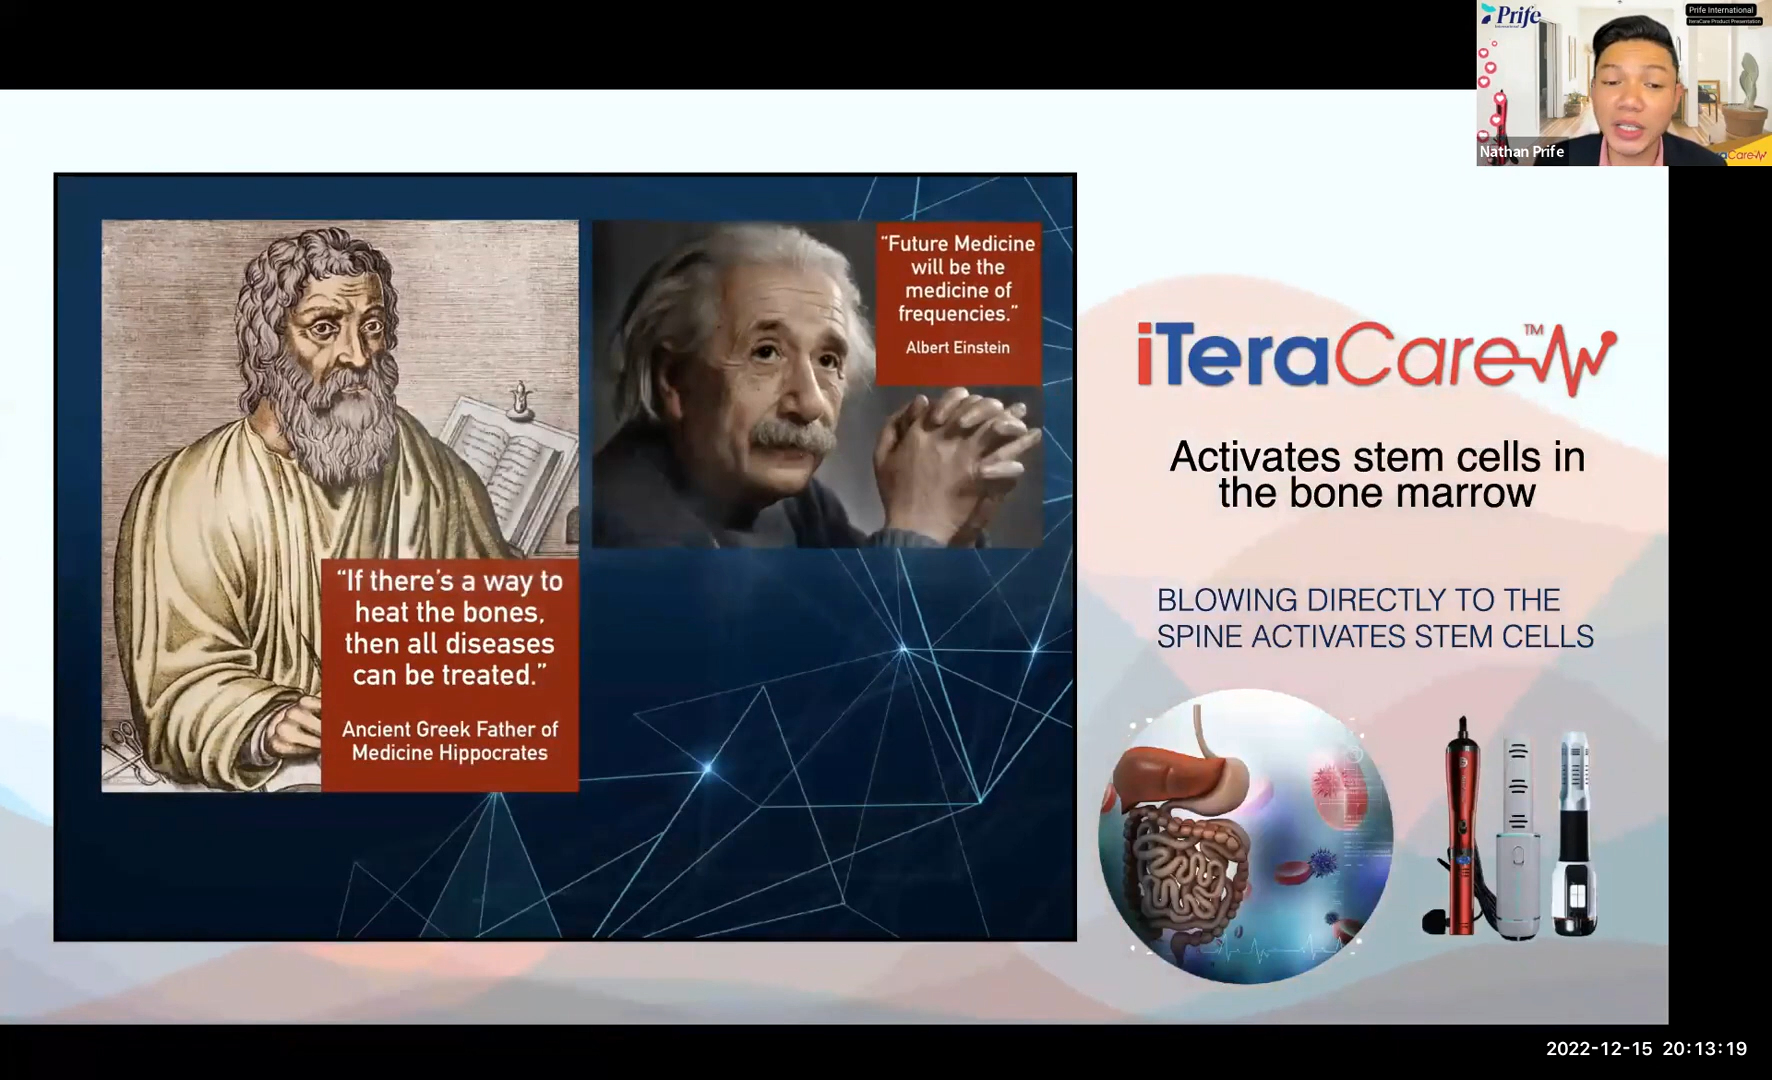 Prife
Prife International
iteraCare Product Presentation
Nathan Prife
aCare
“Future Medicine
will be the
medicine of
frequencies.”
Albert Einstein
“If there’s a way to
heat the bones,
then all diseases
can be treated.”
Ancient Greek Father of
Medicine Hippocrates
iTeraCare™
Activates stem cells in
the bone marrow
BLOWING DIRECTLY TO THE
SPINE ACTIVATES STEM CELLS
2022-12-15 20:13:19